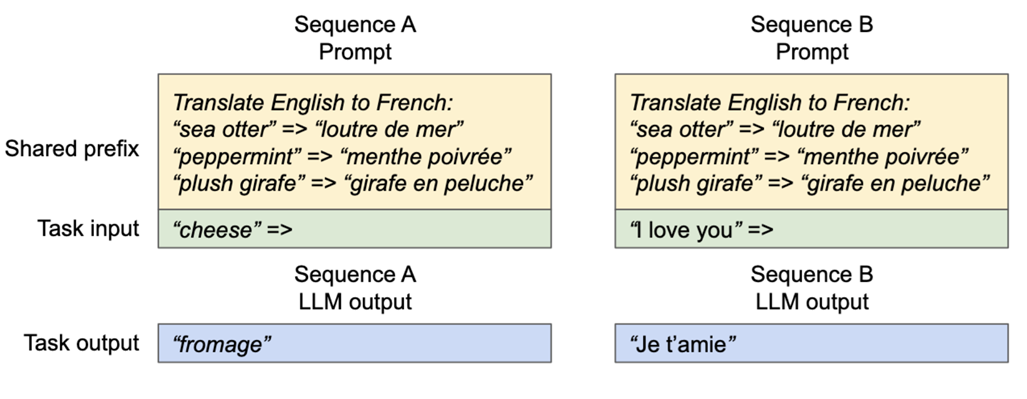 Sequence A
Prompt
Sequence B
Prompt
Shared prefix
Translate English to French:
“sea otter” => “loutre de mer”
“peppermint” => “menthe poivrée”
“plush girafe” => “girafe en peluche”
Translate English to French:
“sea otter” => “loutre de mer”
“peppermint” => “menthe poivrée”
“plush girafe” => “girafe en peluche”
Task input
“cheese” =>
“I love you” =>
Sequence A
LLM output
Sequence B
LLM output
Task output
“fromage”
“Je t’amie”